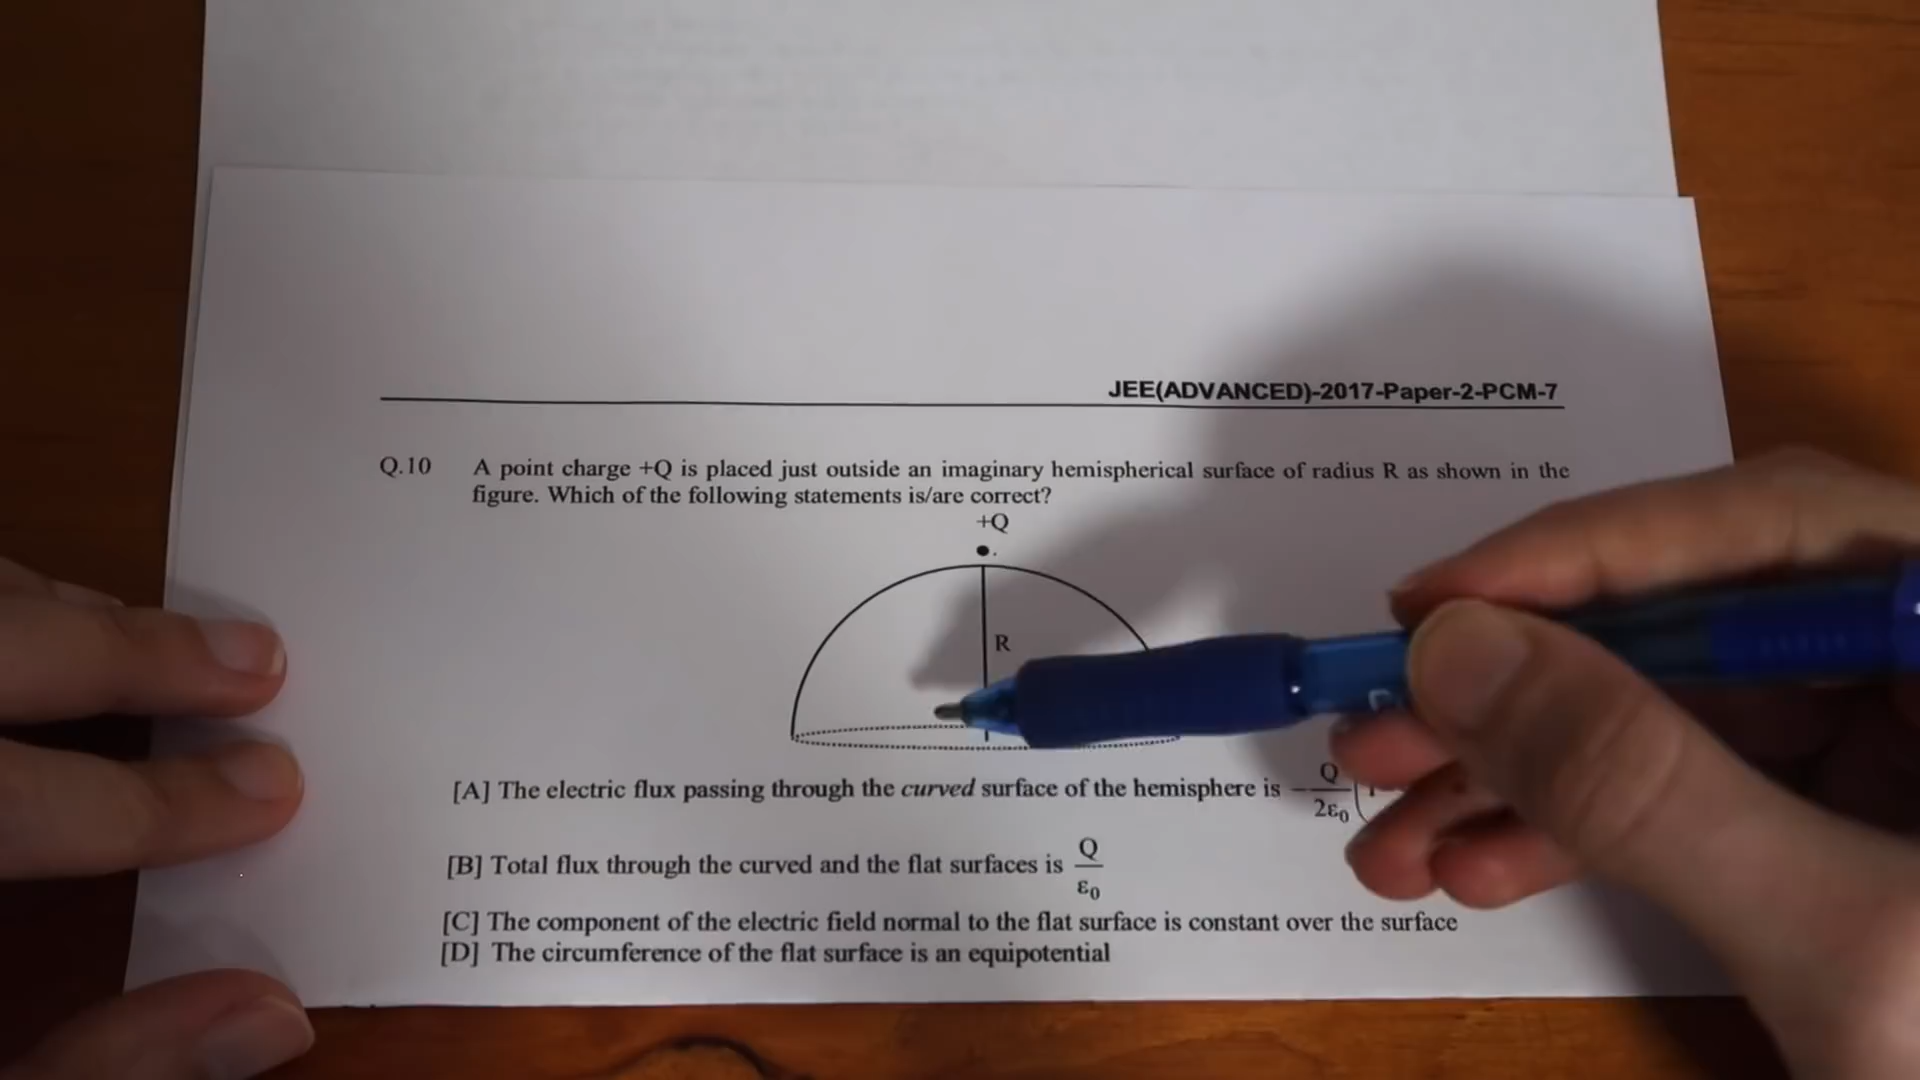 JEE(ADVANCED)-2017-Paper-2-PCM-7
Q.10 A point charge +Q is placed just outside an imaginary hemispherical surface of radius R as shown in the
figure. Which of the following statements is/are correct?
+Q
R
[A] The electric flux passing through the curved surface of the hemisphere is −Q/2ε₀(
[B] Total flux through the curved and the flat surfaces is Q/ε₀
[C] The component of the electric field normal to the flat surface is constant over the surface
[D] The circumference of the flat surface is an equipotential